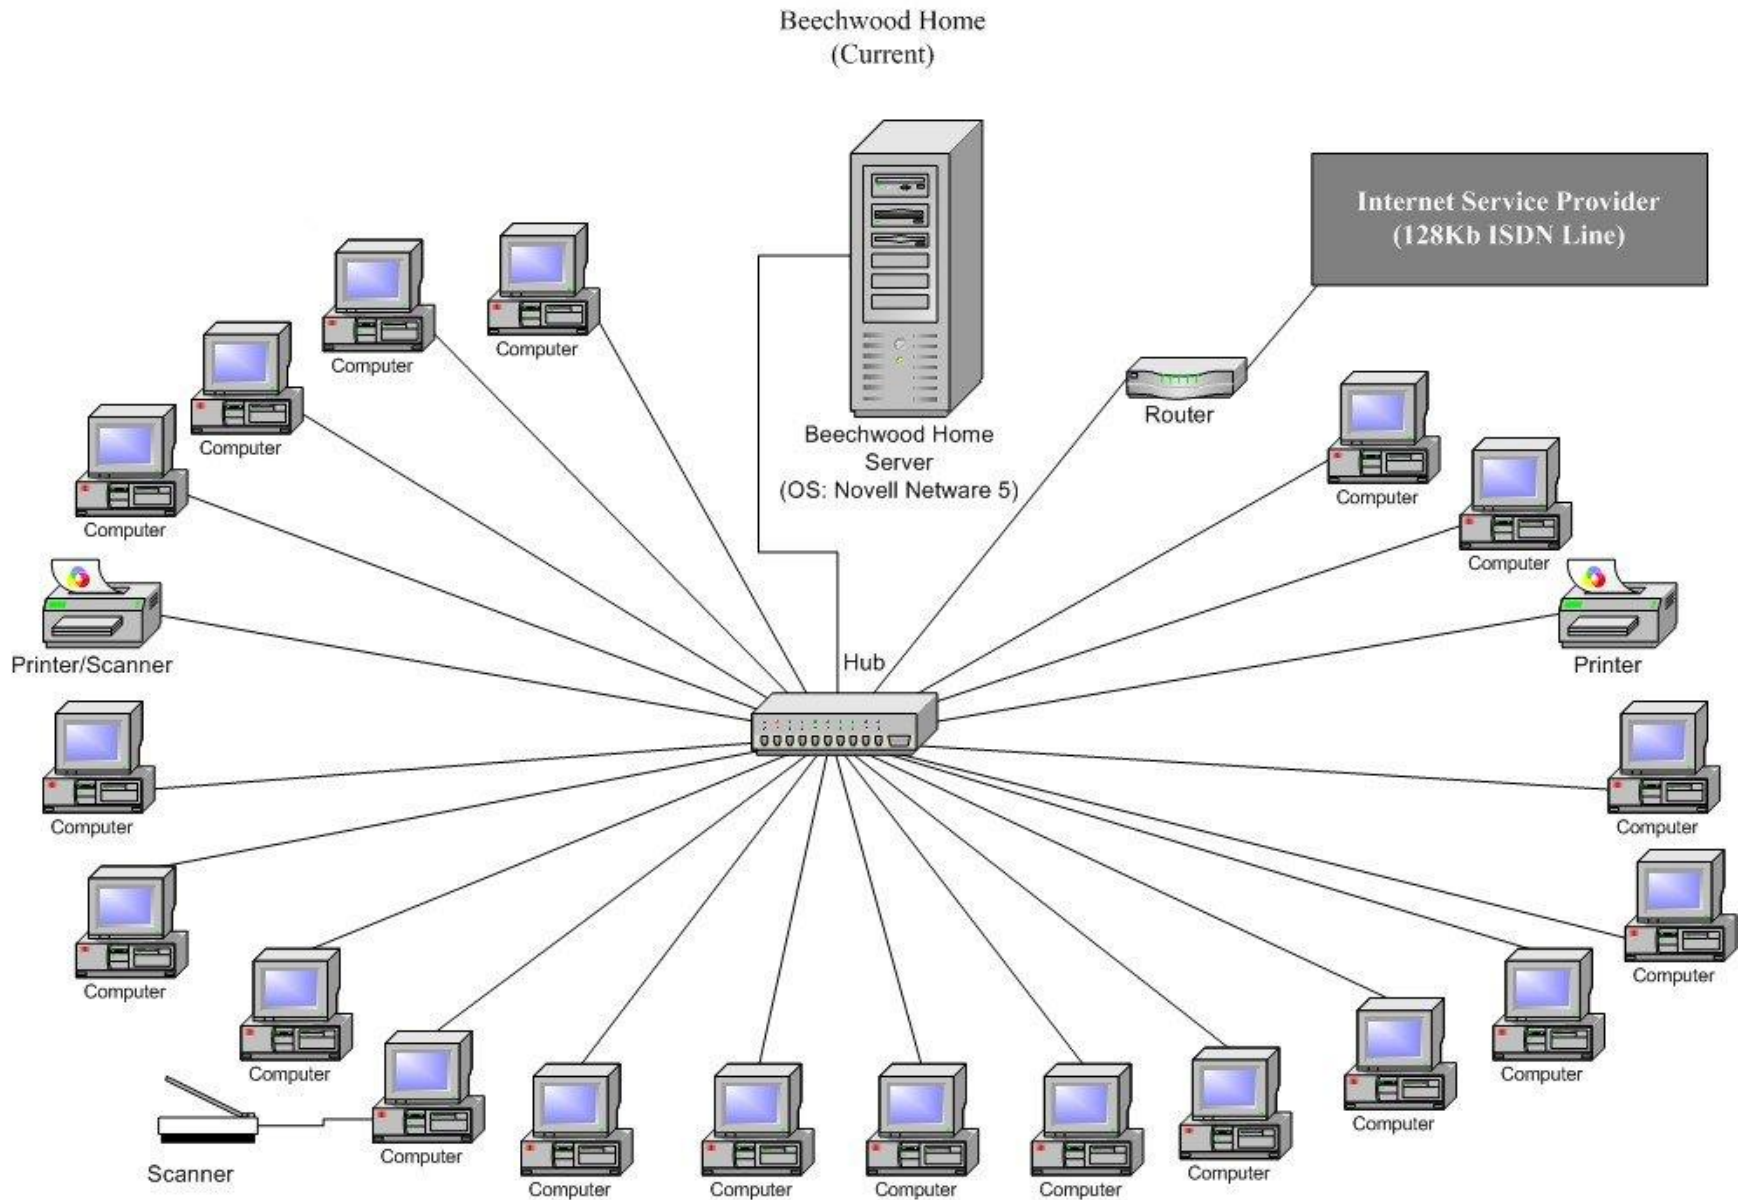 Beechwood Home
(Current)
Internet Service Provider
(128Kb ISDN Line)
Computer
Computer
Computer
Computer
Router
Beechwood Home
Server
(OS: Novell Netware 5)
Computer
Computer
Printer/Scanner
Hub
Printer
Computer
Computer
Computer
Computer
Computer
Computer
Computer
Computer
Scanner
Computer
Computer
Computer
Computer
Computer